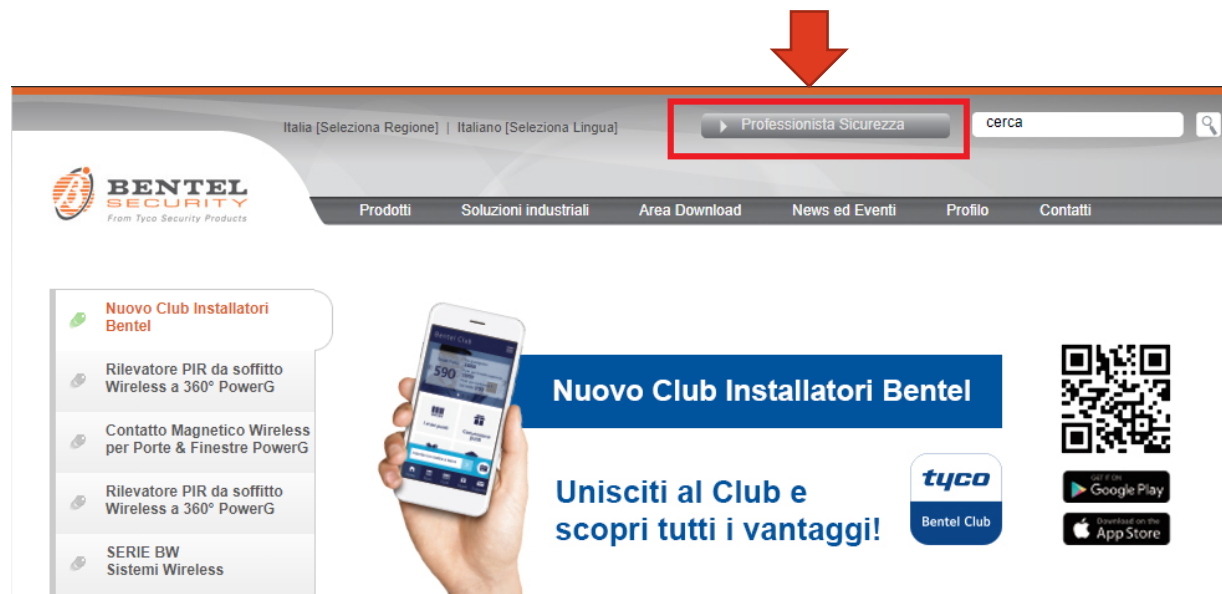 Italia [Seleziona Regione] | Italiano [Seleziona Lingua]
Professionista Sicurezza
cerca
BENTEL
SECURITY
From Tyco Security Products
Prodotti
Soluzioni industriali
Area Download
News ed Eventi
Profilo
Contatti
Nuovo Club Installatori
Bentel
Rilevatore PIR da soffitto
Wireless a 360° PowerG
Contatto Magnetico Wireless
per Porte & Finestre PowerG
Rilevatore PIR da soffitto
Wireless a 360° PowerG
SERIE BW
Sistemi Wireless
Bentel Club
590
Nuovo Club Installatori Bentel
Unisciti al Club e
scopri tutti i vantaggi!
tyco
Bentel Club
GET IT ON
Google Play
Download on the
App Store